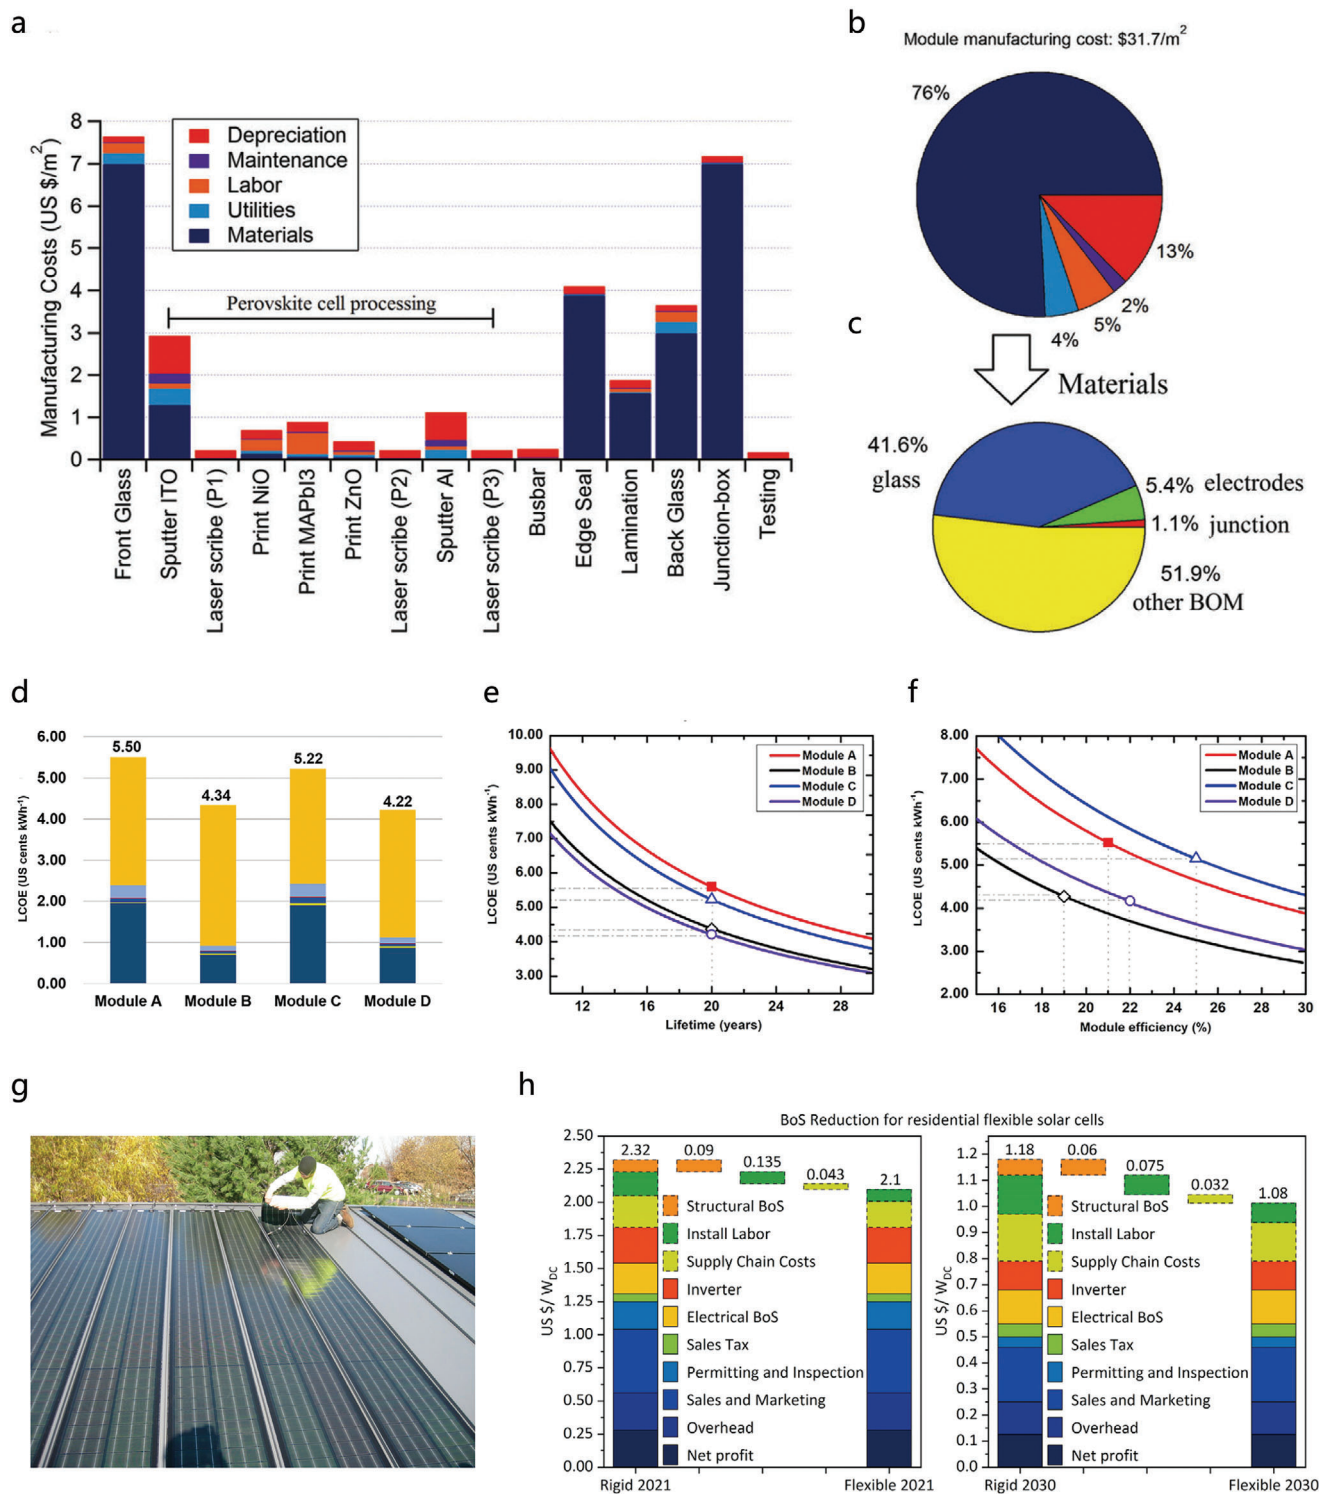 a
Manufacturing Costs (US $/m²)
8
7
6
5
4
3
2
1
0
Depreciation
Maintenance
Labor
Utilities
Materials
Perovskite cell processing
Front Glass
Sputter ITO
Laser scribe (P1)
Print NiO
Print MAPbI3
Print ZnO
Laser scribe (P2)
Sputter Al
Laser scribe (P3)
Busbar
Edge Seal
Lamination
Back Glass
Junction-box
Testing
b
Module manufacturing cost: $31.7/m²
76%
13%
2%
5%
4%
c
Materials
41.6%
glass
5.4% electrodes
1.1% junction
51.9%
other BOM
d
LCOE (US cents kWh⁻¹)
6.00
5.00
4.00
3.00
2.00
1.00
0.00
5.50
4.34
5.22
4.22
Module A
Module B
Module C
Module D
e
LCOE (US cents kWh⁻¹)
10.00
9.00
8.00
7.00
6.00
5.00
4.00
3.00
Module A
Module B
Module C
Module D
12 16 20 24 28
Lifetime (years)
f
LCOE (US cents kWh⁻¹)
8.00
7.00
6.00
5.00
4.00
3.00
2.00
Module A
Module B
Module C
Module D
16 18 20 22 24 26 28 30
Module efficiency (%)
g
h
BoS Reduction for residential flexible solar cells
US $/ W_DC
2.50
2.25
2.00
1.75
1.50
1.25
1.00
0.75
0.50
0.25
0.00
2.32
0.09
0.135
0.043
2.1
Structural BoS
Install Labor
Supply Chain Costs
Inverter
Electrical BoS
Sales Tax
Permitting and Inspection
Sales and Marketing
Overhead
Net profit
Rigid 2021
Flexible 2021
US $/ W_DC
1.2
1.1
1.0
0.9
0.8
0.7
0.6
0.5
0.4
0.3
0.2
0.1
0.0
1.18
0.06
0.075
0.032
1.08
Structural BoS
Install Labor
Supply Chain Costs
Inverter
Electrical BoS
Sales Tax
Permitting and Inspection
Sales and Marketing
Overhead
Net profit
Rigid 2030
Flexible 2030